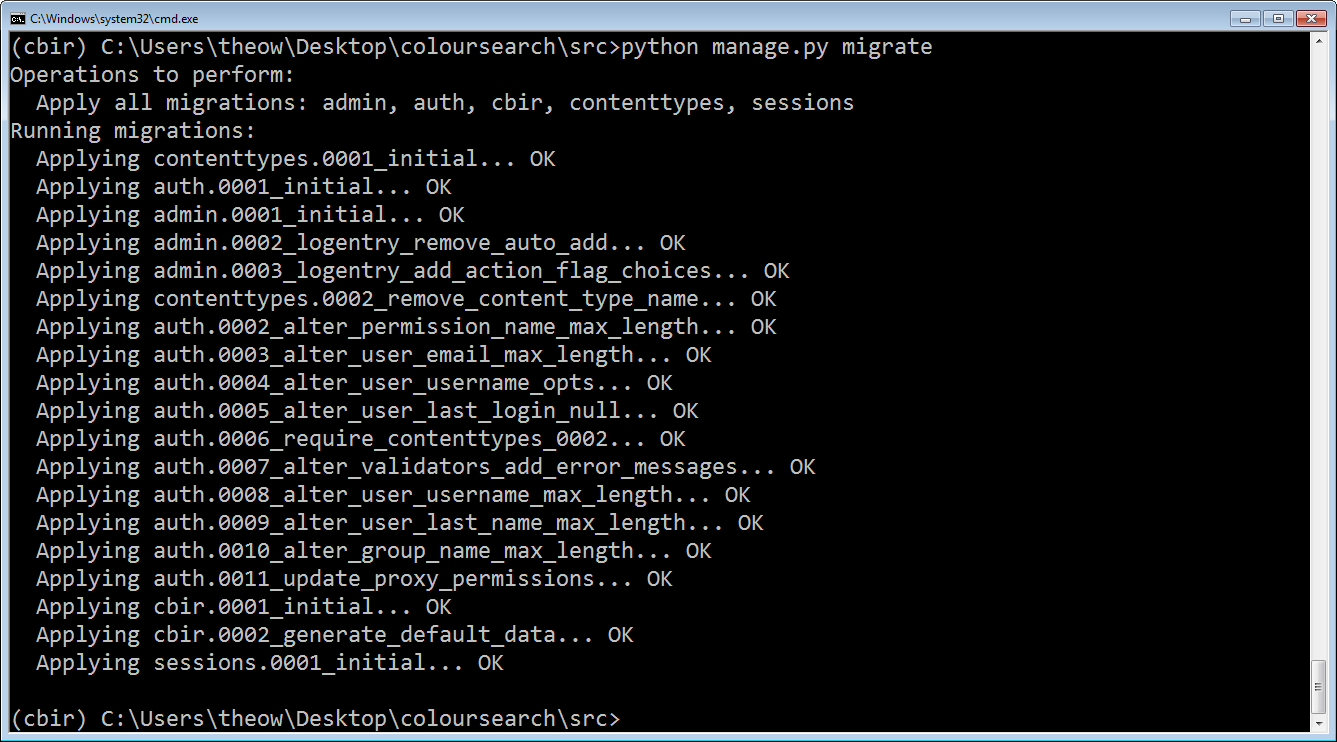 C:\Windows\system32\cmd.exe
(cbir) C:\Users\theow\Desktop\coloursearch\src>python manage.py migrate
Operations to perform:
  Apply all migrations: admin, auth, cbir, contenttypes, sessions
Running migrations:
  Applying contenttypes.0001_initial... OK
  Applying auth.0001_initial... OK
  Applying admin.0001_initial... OK
  Applying admin.0002_logentry_remove_auto_add... OK
  Applying admin.0003_logentry_add_action_flag_choices... OK
  Applying contenttypes.0002_remove_content_type_name... OK
  Applying auth.0002_alter_permission_name_max_length... OK
  Applying auth.0003_alter_user_email_max_length... OK
  Applying auth.0004_alter_user_username_opts... OK
  Applying auth.0005_alter_user_last_login_null... OK
  Applying auth.0006_require_contenttypes_0002... OK
  Applying auth.0007_alter_validators_add_error_messages... OK
  Applying auth.0008_alter_user_username_max_length... OK
  Applying auth.0009_alter_user_last_name_max_length... OK
  Applying auth.0010_alter_group_name_max_length... OK
  Applying auth.0011_update_proxy_permissions... OK
  Applying cbir.0001_initial... OK
  Applying cbir.0002_generate_default_data... OK
  Applying sessions.0001_initial... OK
(cbir) C:\Users\theow\Desktop\coloursearch\src>